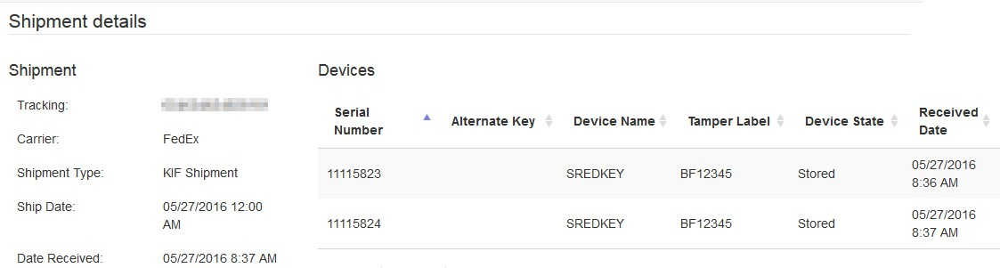 Shipment details
Shipment
Tracking:
Carrier: FedEx
Shipment Type: KIF Shipment
Ship Date: 05/27/2016 12:00
AM
Date Received: 05/27/2016 8:37 AM
Devices
Serial
Number Alternate Key Device Name Tamper Label Device State Received
Date
11115823 SREDKEY BF12345 Stored 05/27/2016
8:36 AM
11115824 SREDKEY BF12345 Stored 05/27/2016
8:37 AM